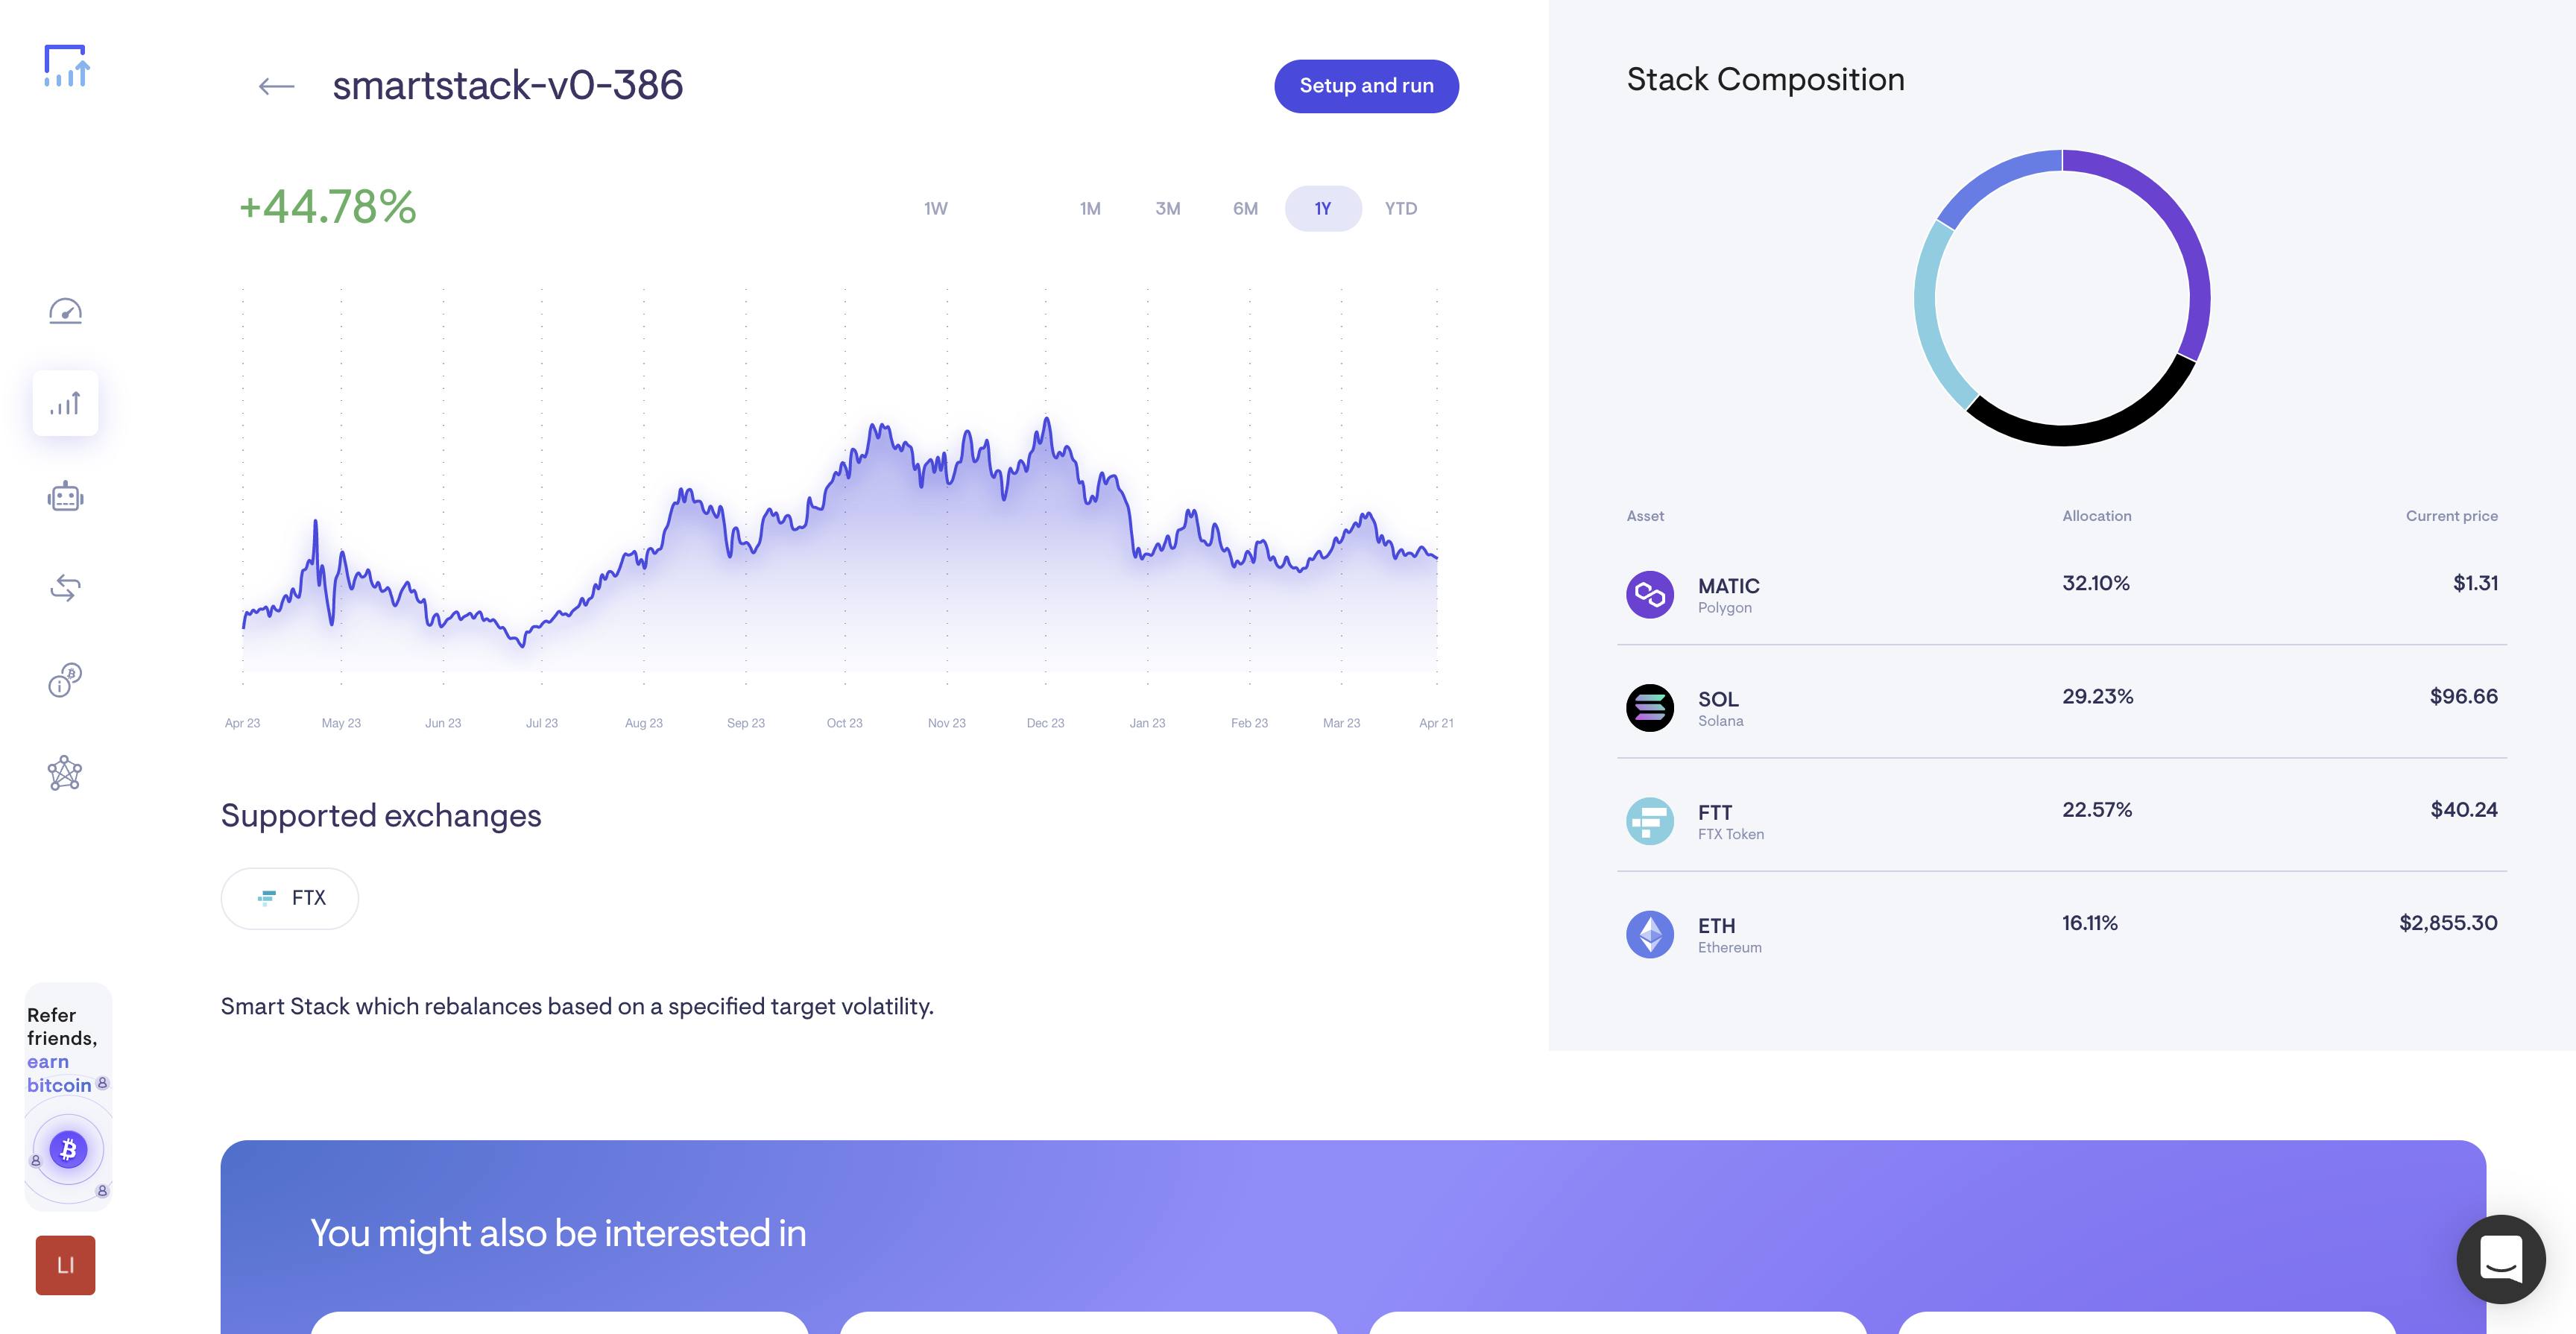 smartstack-v0-386
Setup and run
+44.78%
1W 1M 3M 6M 1Y YTD
Apr 23 May 23 Jun 23 Jul 23 Aug 23 Sep 23 Oct 23 Nov 23 Dec 23 Jan 23 Feb 23 Mar 23 Apr 21
Supported exchanges
FTX
Smart Stack which rebalances based on a specified target volatility.
Stack Composition
Asset Allocation Current price
MATIC 32.10% $1.31
Polygon
SOL 29.23% $96.66
Solana
FTT 22.57% $40.24
FTX Token
ETH 16.11% $2,855.30
Ethereum
Refer
friends,
earn
bitcoin
LI
You might also be interested in